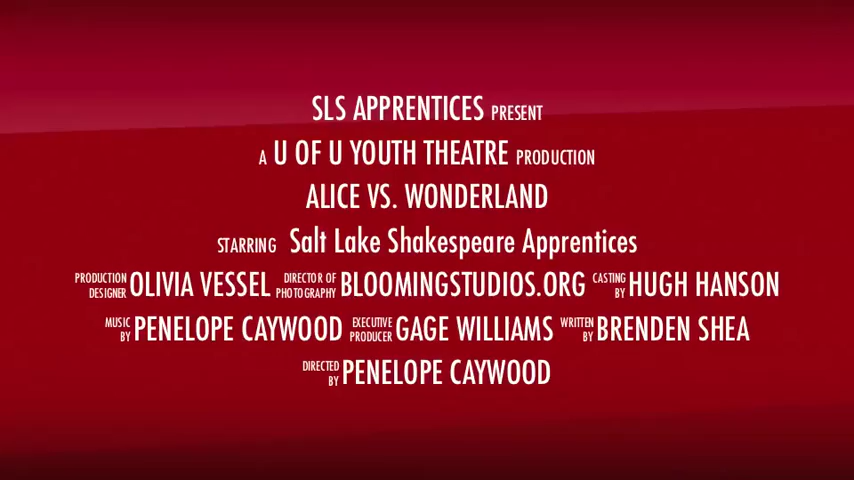 SLS APPRENTICES PRESENT
A U OF U YOUTH THEATRE PRODUCTION
ALICE VS. WONDERLAND
STARRING Salt Lake Shakespeare Apprentices
PRODUCTION DESIGNER OLIVIA VESSEL DIRECTOR OF PHOTOGRAPHY BLOOMINGSTUDIOS.ORG CASTING BY HUGH HANSON
MUSIC BY PENELOPE CAYWOOD EXECUTIVE PRODUCER GAGE WILLIAMS WRITTEN BY BRENDEN SHEA
DIRECTED BY PENELOPE CAYWOOD